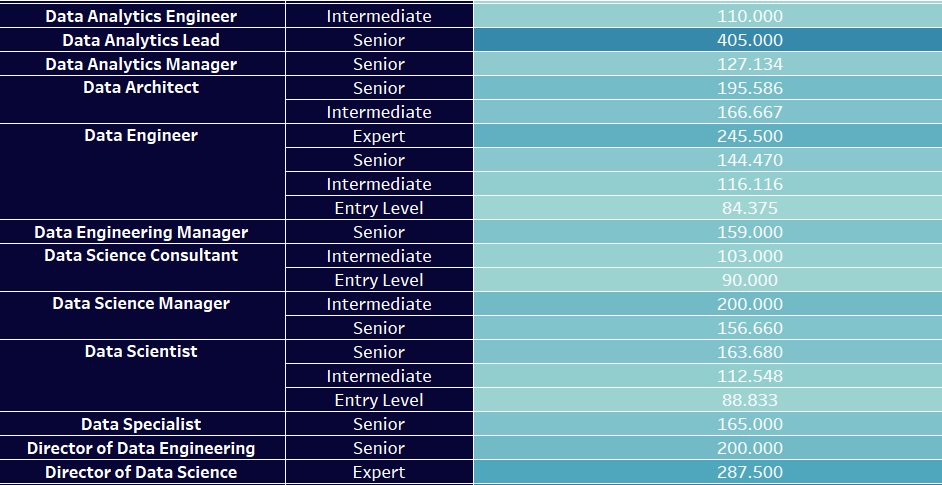 Data Analytics Engineer Intermediate 110.000
Data Analytics Lead Senior 405.000
Data Analytics Manager Senior 127.134
Data Architect Senior 195.586
Intermediate 166.667
Data Engineer Expert 245.500
Senior 144.470
Intermediate 116.116
Entry Level 84.375
Data Engineering Manager Senior 159.000
Data Science Consultant Intermediate 103.000
Entry Level 90.000
Data Science Manager Intermediate 200.000
Senior 156.660
Data Scientist Senior 163.680
Intermediate 112.548
Entry Level 88.833
Data Specialist Senior 165.000
Director of Data Engineering Senior 200.000
Director of Data Science Expert 287.500